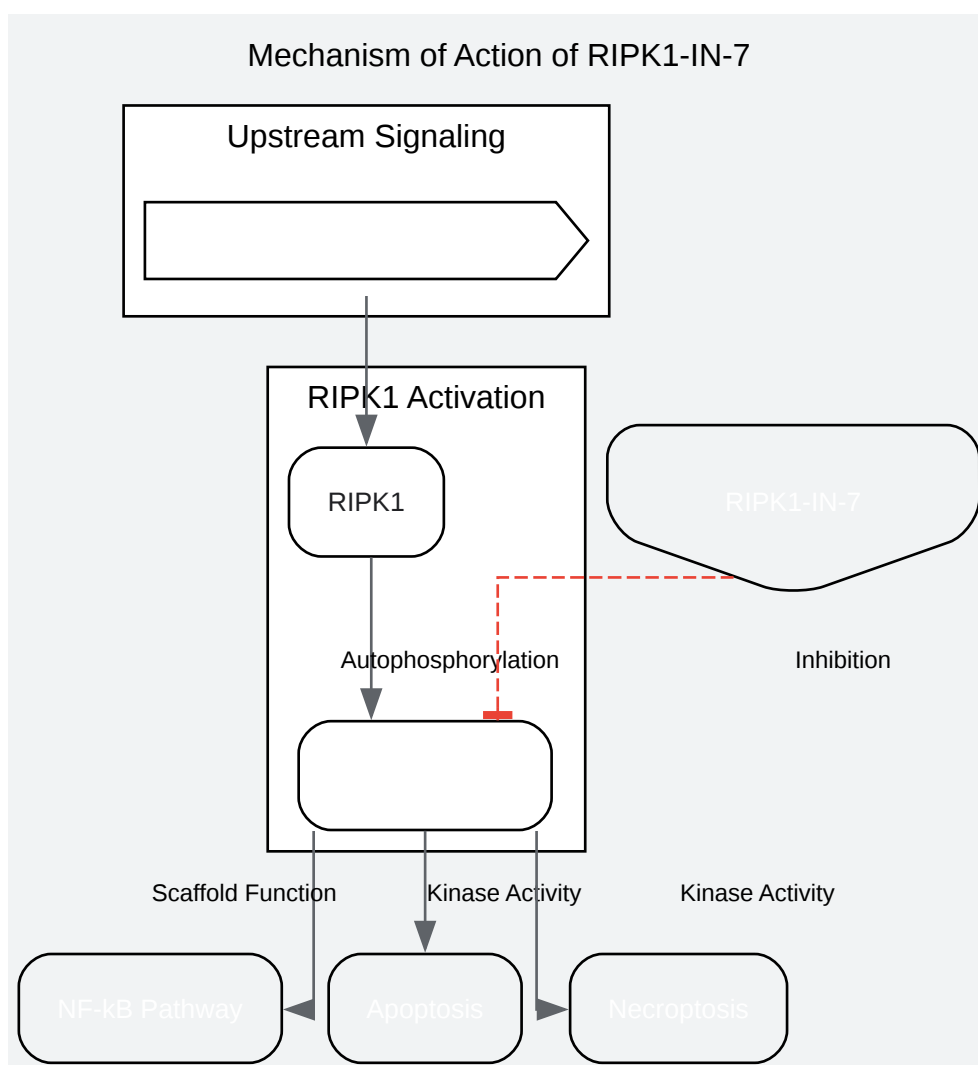 Mechanism of Action of RIPK1-IN-7
Upstream Signaling
RIPK1 Activation
RIPK1
RIPK1-IN-7
Autophosphorylation
Inhibition
Scaffold Function
Kinase Activity
Kinase Activity
NF-kB Pathway
Apoptosis
Necroptosis